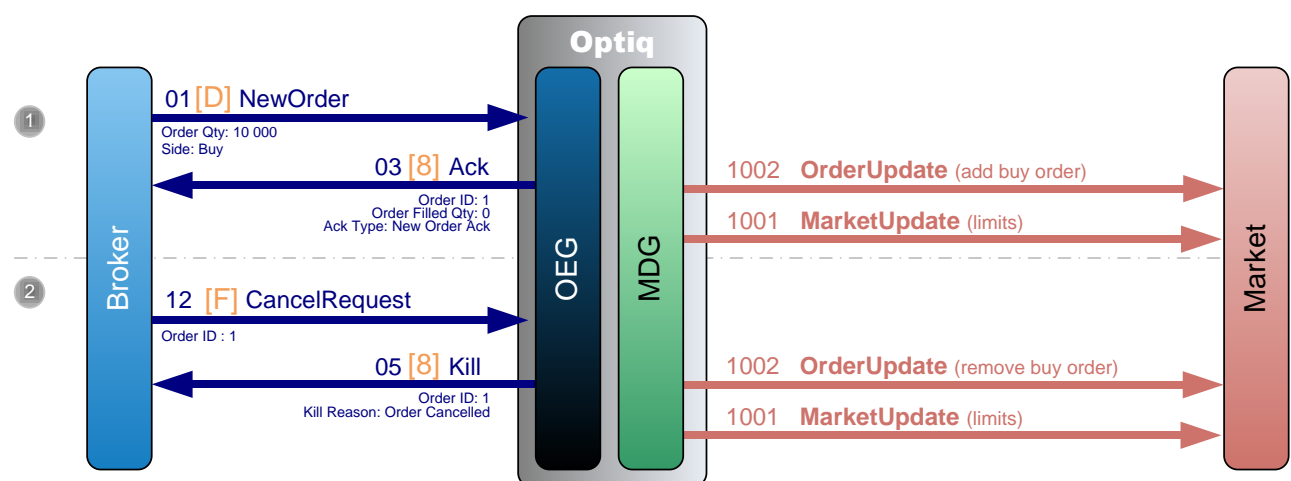 Optiq
1
01 [D] NewOrder
Order Qty: 10 000
Side: Buy
03 [8] Ack
Order ID: 1
Order Filled Qty: 0
Ack Type: New Order Ack
1002 OrderUpdate (add buy order)
1001 MarketUpdate (limits)
Broker
OEG
MDG
Market
2
12 [F] CancelRequest
Order ID : 1
05 [8] Kill
Order ID: 1
Kill Reason: Order Cancelled
1002 OrderUpdate (remove buy order)
1001 MarketUpdate (limits)